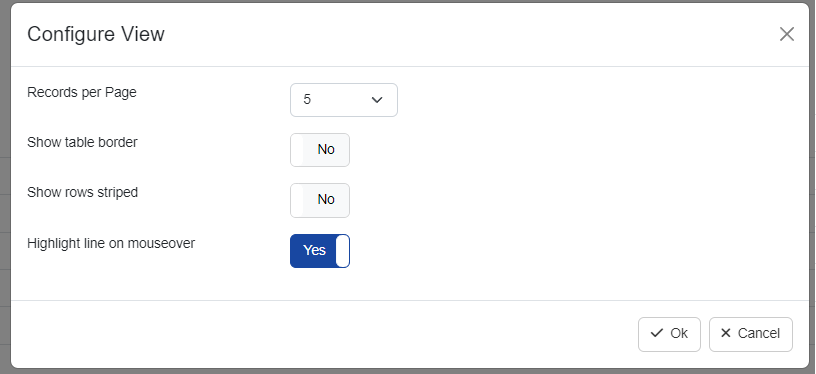 Configure View
Records per Page
5
Show table border
No
Show rows striped
No
Highlight line on mouseover
Yes
Ok
Cancel